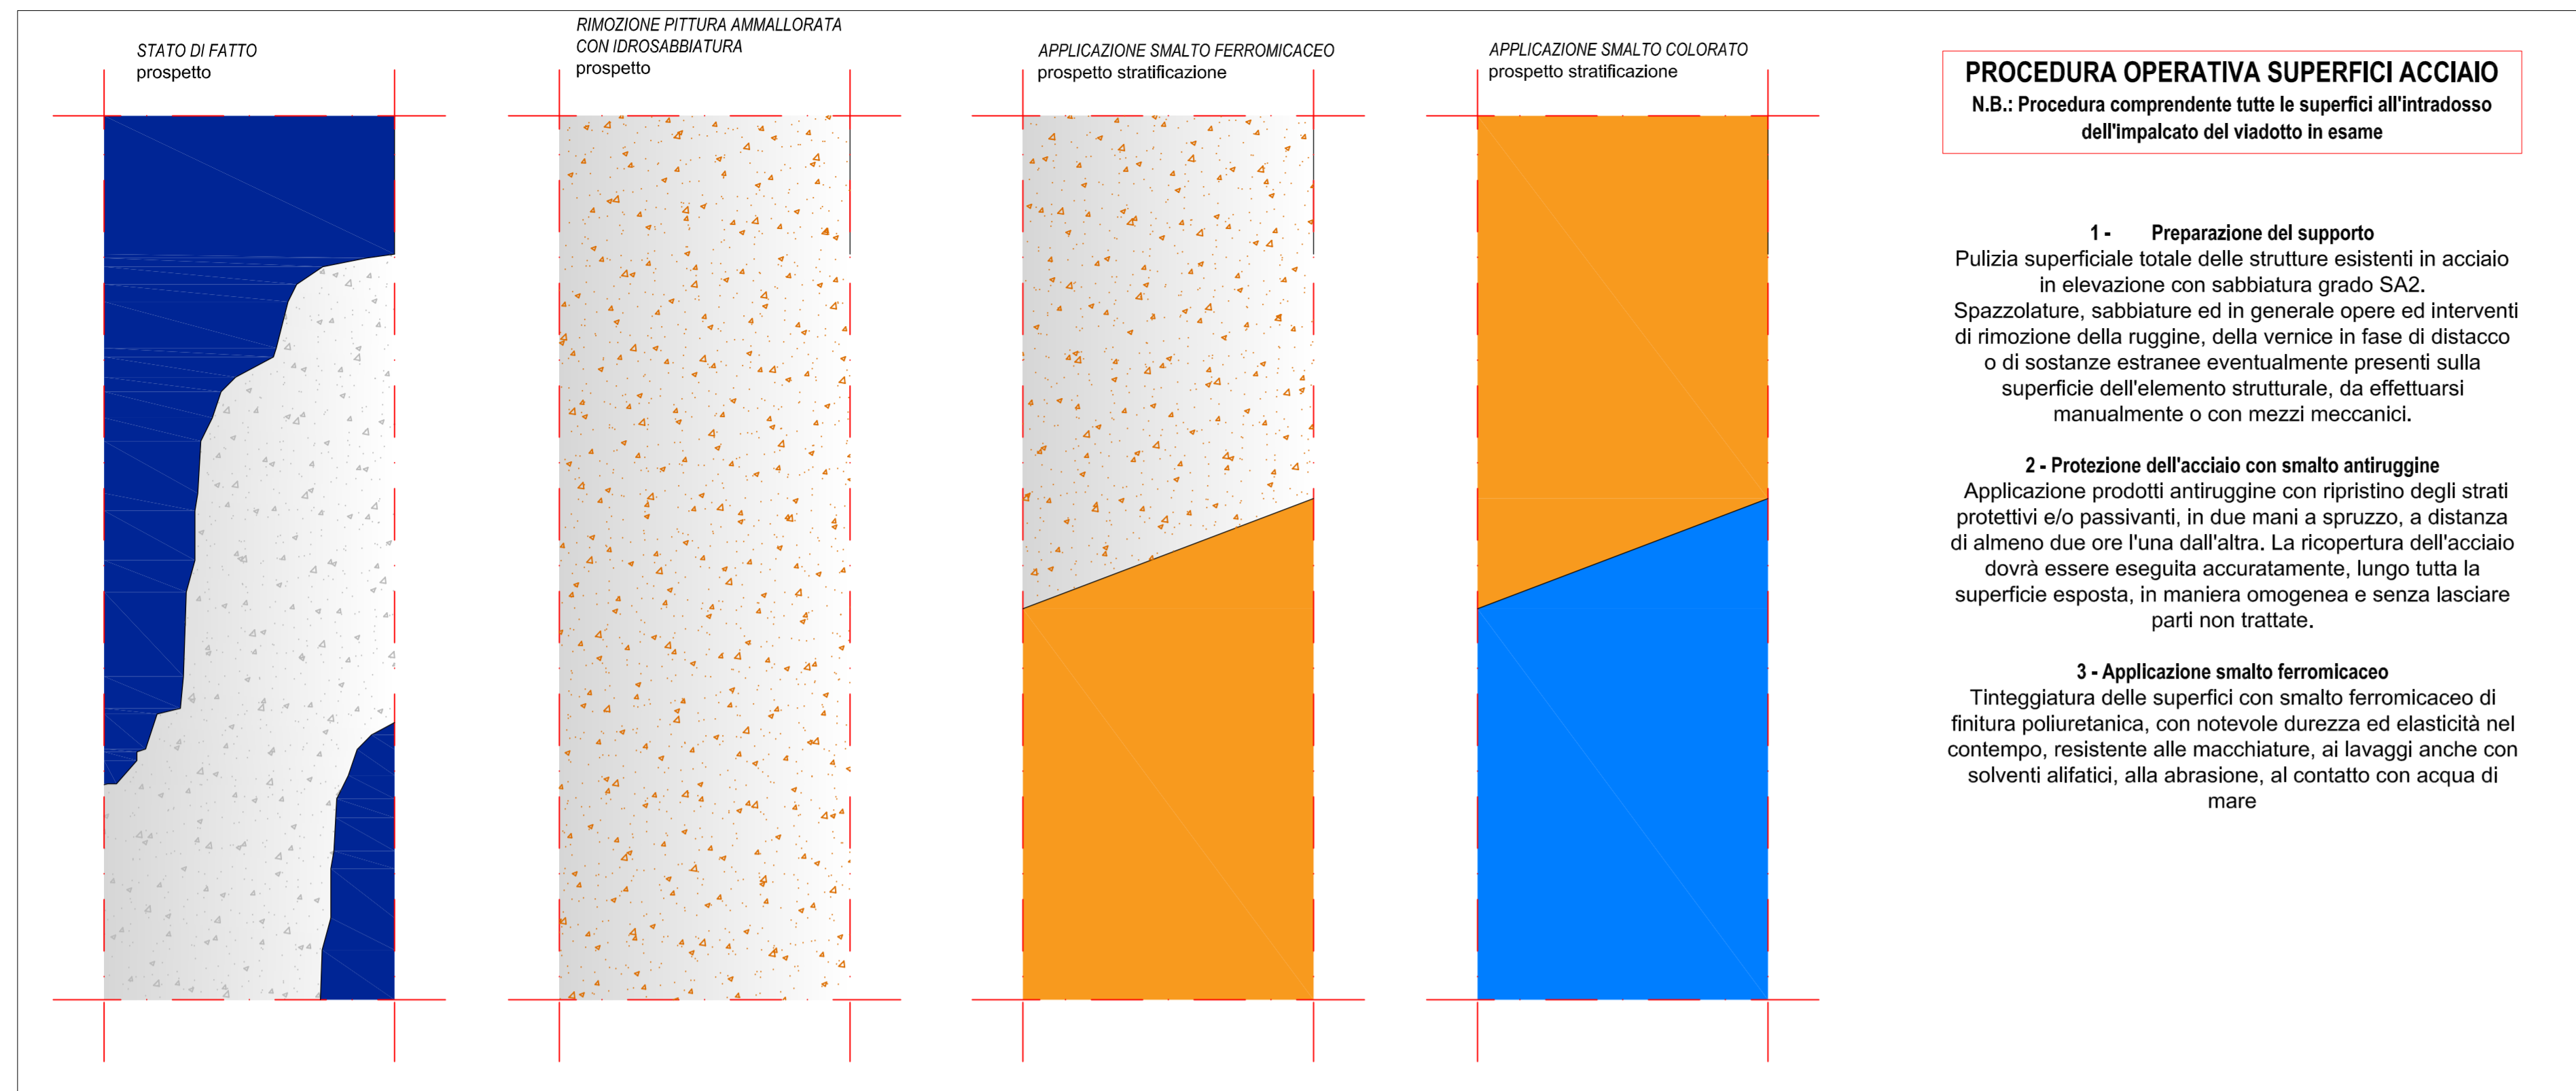 STATO DI FATTO
prospetto
RIMOZIONE PITTURA AMMALLORATA
CON IDROSABBIATURA
prospetto
APPLICAZIONE SMALTO FERROMICACEO
prospetto stratificazione
APPLICAZIONE SMALTO COLORATO
prospetto stratificazione
PROCEDURA OPERATIVA SUPERFICI ACCIAIO
N.B.: Procedura comprendente tutte le superfici all'intradosso
dell'impalcato del viadotto in esame
1 - Preparazione del supporto
Pulizia superficiale totale delle strutture esistenti in acciaio
in elevazione con sabbiatura grado SA2.
Spazzolature, sabbiature ed in generale opere ed interventi
di rimozione della ruggine, della vernice in fase di distacco
o di sostanze estranee eventualmente presenti sulla
superficie dell'elemento strutturale, da effettuarsi
manualmente o con mezzi meccanici.
2 - Protezione dell'acciaio con smalto antiruggine
Applicazione prodotti antiruggine con ripristino degli strati
protettivi e/o passivanti, in due mani a spruzzo, a distanza
di almeno due ore l'una dall'altra. La ricopertura dell'acciaio
dovrà essere eseguita accuratamente, lungo tutta la
superficie esposta, in maniera omogenea e senza lasciare
parti non trattate.
3 - Applicazione smalto ferromicaceo
Tinteggiatura delle superfici con smalto ferromicaceo di
finitura poliuretanica, con notevole durezza ed elasticità nel
contempo, resistente alle macchiature, ai lavaggi anche con
solventi alifatici, alla abrasione, al contatto con acqua di
mare